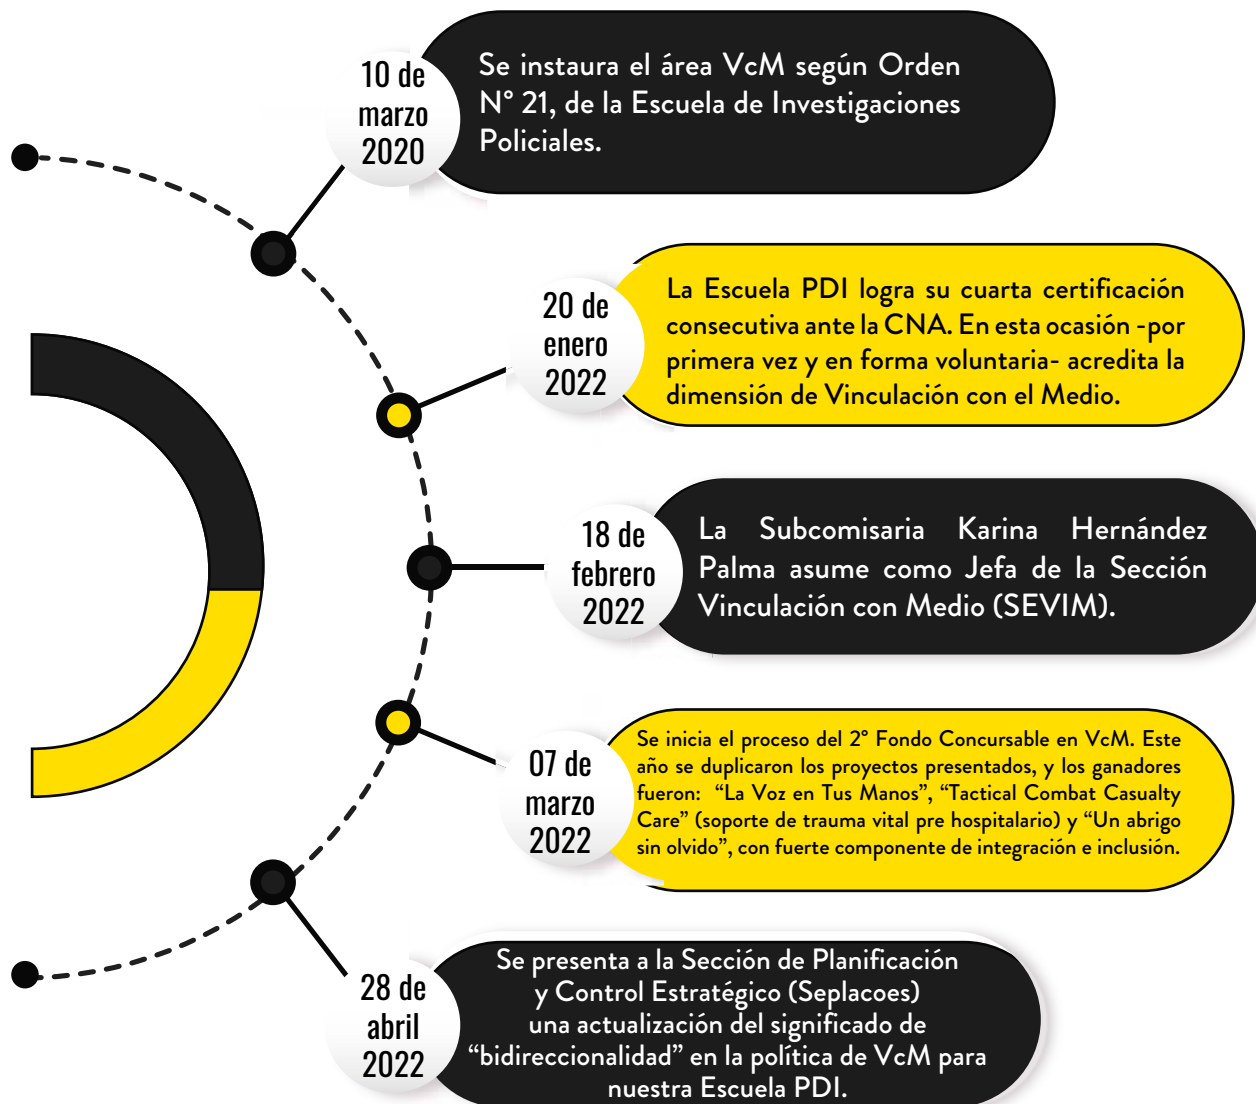 10 de
marzo
2020
Se instaura el área VcM según Orden
N° 21, de la Escuela de Investigaciones
Policiales.
20 de
enero
2022
La Escuela PDI logra su cuarta certificación
consecutiva ante la CNA. En esta ocasión -por
primera vez y en forma voluntaria- acredita la
dimensión de Vinculación con el Medio.
18 de
febrero
2022
La Subcomisaria Karina Hernández
Palma asume como Jefa de la Sección
Vinculación con Medio (SEVIM).
07 de
marzo
2022
Se inicia el proceso del 2° Fondo Concursable en VcM. Este
año se duplicaron los proyectos presentados, y los ganadores
fueron: “La Voz en Tus Manos”, “Tactical Combat Casualty
Care” (soporte de trauma vital pre hospitalario) y “Un abrigo
sin olvido”, con fuerte componente de integración e inclusión.
28 de
abril
2022
Se presenta a la Sección de Planificación
y Control Estratégico (Seplacoes)
una actualización del significado de
“bidireccionalidad” en la política de VcM para
nuestra Escuela PDI.